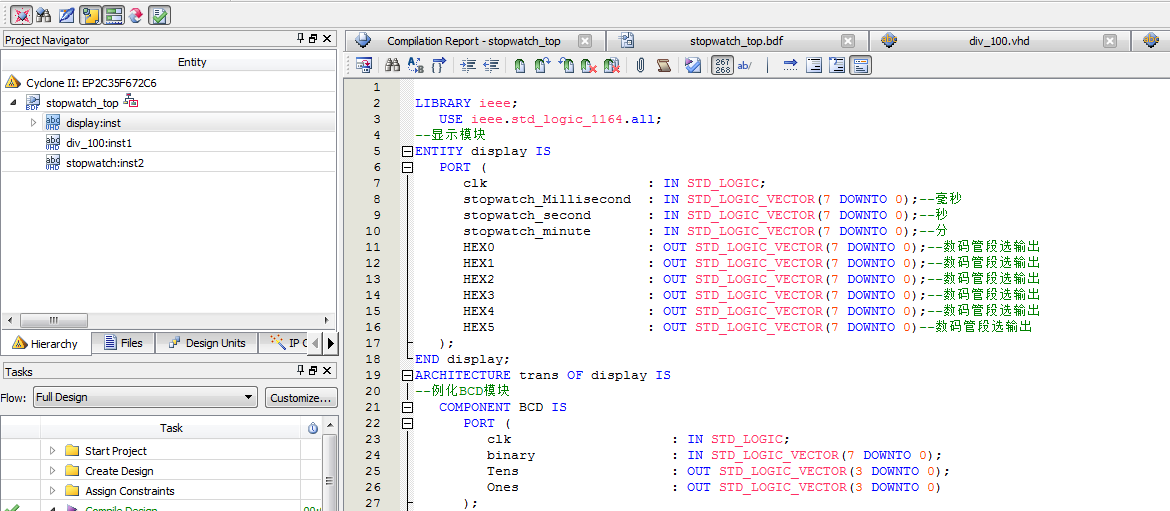 Project Navigator
Entity
Cyclone II: EP2C35F672C6
stopwatch_top
display:inst
div_100:inst1
stopwatch:inst2
Hierarchy
Files
Design Units
IP C
Tasks
Flow:
Full Design
Customize...
Task
Start Project
Create Design
Assign Constraints
Compile Design
Compilation Report - stopwatch_top
stopwatch_top.bdf
div_100.vhd
267
268
ab/
1
2 LIBRARY ieee;
3 USE ieee.std_logic_1164.all;
4 --显示模块
5 ENTITY display IS
6 PORT (
7 clk : IN STD_LOGIC;
8 stopwatch_Millisecond : IN STD_LOGIC_VECTOR(7 DOWNTO 0);--毫秒
9 stopwatch_second : IN STD_LOGIC_VECTOR(7 DOWNTO 0);--秒
10 stopwatch_minute : IN STD_LOGIC_VECTOR(7 DOWNTO 0);--分
11 HEX0 : OUT STD_LOGIC_VECTOR(7 DOWNTO 0);--数码管段选输出
12 HEX1 : OUT STD_LOGIC_VECTOR(7 DOWNTO 0);--数码管段选输出
13 HEX2 : OUT STD_LOGIC_VECTOR(7 DOWNTO 0);--数码管段选输出
14 HEX3 : OUT STD_LOGIC_VECTOR(7 DOWNTO 0);--数码管段选输出
15 HEX4 : OUT STD_LOGIC_VECTOR(7 DOWNTO 0);--数码管段选输出
16 HEX5 : OUT STD_LOGIC_VECTOR(7 DOWNTO 0)--数码管段选输出
17 );
18 END display;
19 ARCHITECTURE trans OF display IS
20 --例化BCD模块
21 COMPONENT BCD IS
22 PORT (
23 clk : IN STD_LOGIC;
24 binary : IN STD_LOGIC_VECTOR(7 DOWNTO 0);
25 Tens : OUT STD_LOGIC_VECTOR(3 DOWNTO 0);
26 Ones : OUT STD_LOGIC_VECTOR(3 DOWNTO 0)
27 );